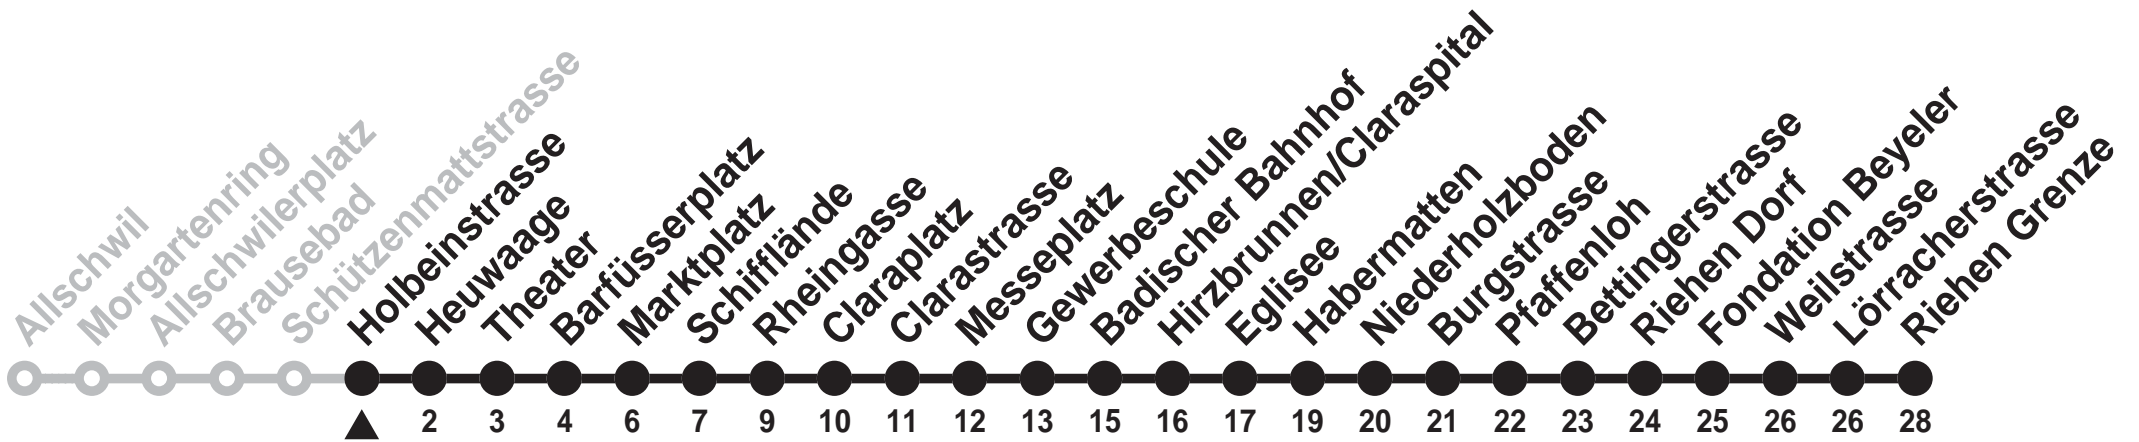 Allschwil
Morgartenring
Allschwilerplatz
Brausebad
Schützenmattstrasse
Holbeinstrasse
Heuwaage
Theater
Barfüsserplatz
Marktplatz
Schifflände
Rheingasse
Claraplatz
Clarastrasse
Messeplatz
Gewerbeschule
Badischer Bahnhof
Hirzbrunnen/Claraspital
Eglisee
Habermatten
Niederholzboden
Burgstrasse
Pfaffenloh
Bettingerstrasse
Riehen Dorf
Fondation Beyeler
Weilstrasse
Lörracherstrasse
Riehen Grenze
2 3 4 6 7 9 10 11 12 13 15 16 17 19 20 21 22 23 24 25 26 26 28